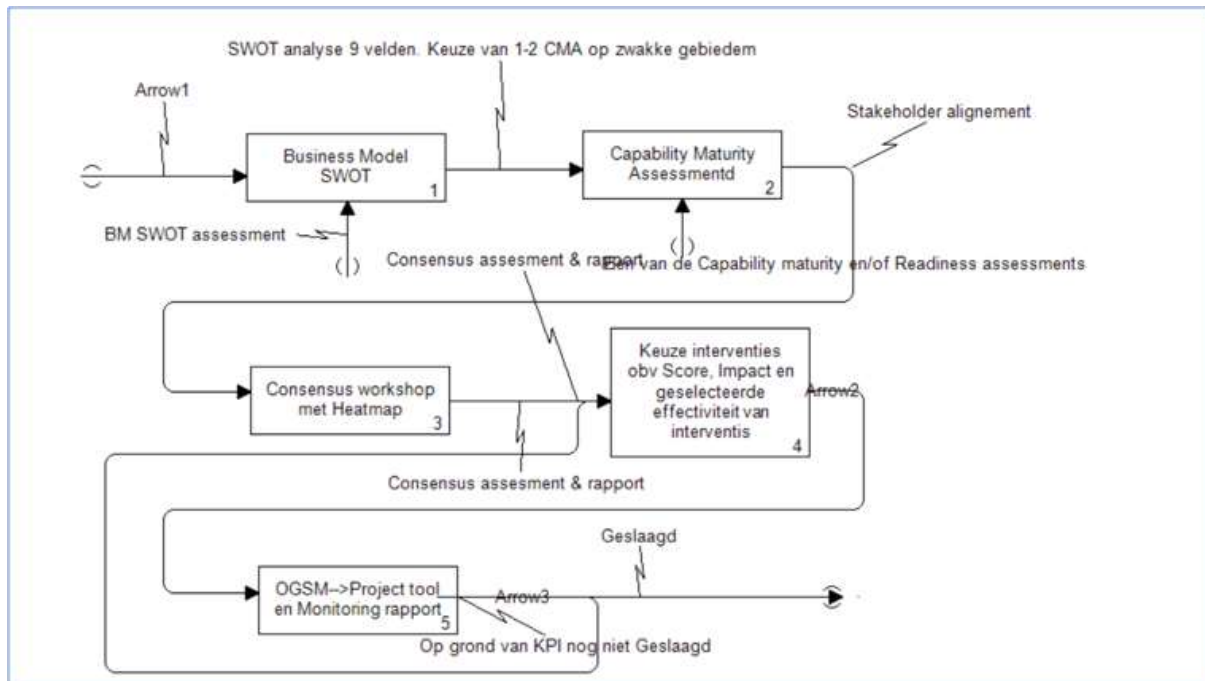 SWOT analyse 9 velden. Keuze van 1-2 CMA op zwakke gebiedem
Arrow1
Stakeholder alignement
Business Model
SWOT
1
Capability Maturity
Assessmentd
2
BM SWOT assessment
Consensus assesment & rapport
Een van de Capability maturity en/of Readiness assessments
Keuze interventies
obv Score, Impact en
geselecteerde
effectiviteit van
interventis
4
Arrow2
Consensus workshop
met Heatmap
3
Consensus assesment & rapport
Geslaagd
OGSM-->Project tool
en Monitoring rapport
5
Arrow3
Op grond van KPI nog niet Geslaagd